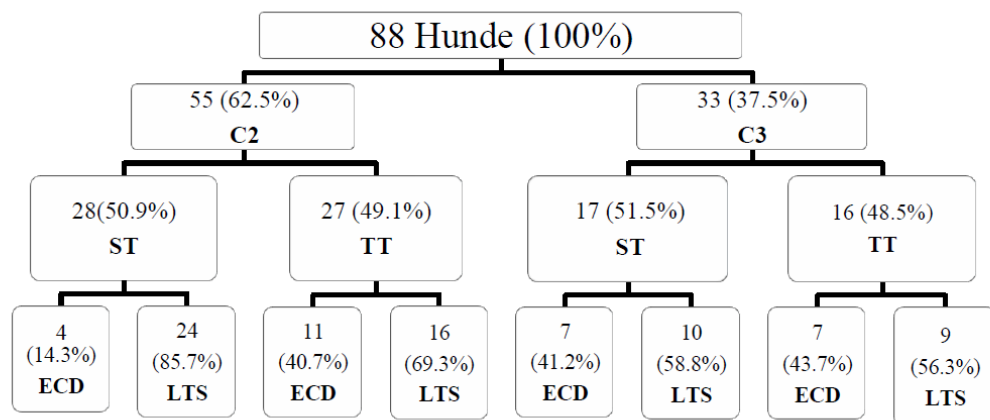 88 Hunde (100%)
55 (62.5%)
C2
33 (37.5%)
C3
28(50.9%)
ST
27 (49.1%)
TT
17 (51.5%)
ST
16 (48.5%)
TT
4
(14.3%)
ECD
24
(85.7%)
LTS
11
(40.7%)
ECD
16
(69.3%)
LTS
7
(41.2%)
ECD
10
(58.8%)
LTS
7
(43.7%)
ECD
9
(56.3%)
LTS